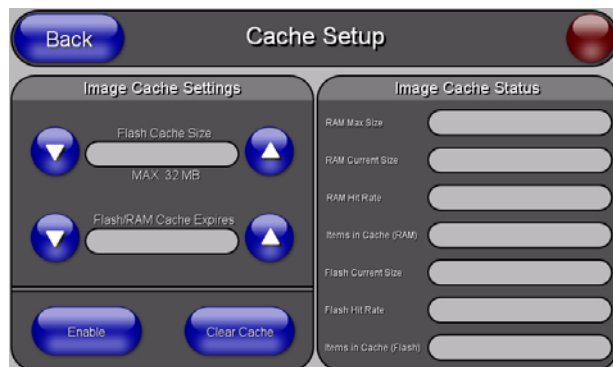 Back
Cache Setup
Image Cache Settings
Flash Cache Size
MAX 32 MB
Flash/RAM Cache Expires
Enable
Clear Cache
Image Cache Status
RAM Max Size
RAM Current Size
RAM Hit Rate
Items in Cache (RAM)
Flash Current Size
Flash Hit Rate
Items in Cache (Flash)